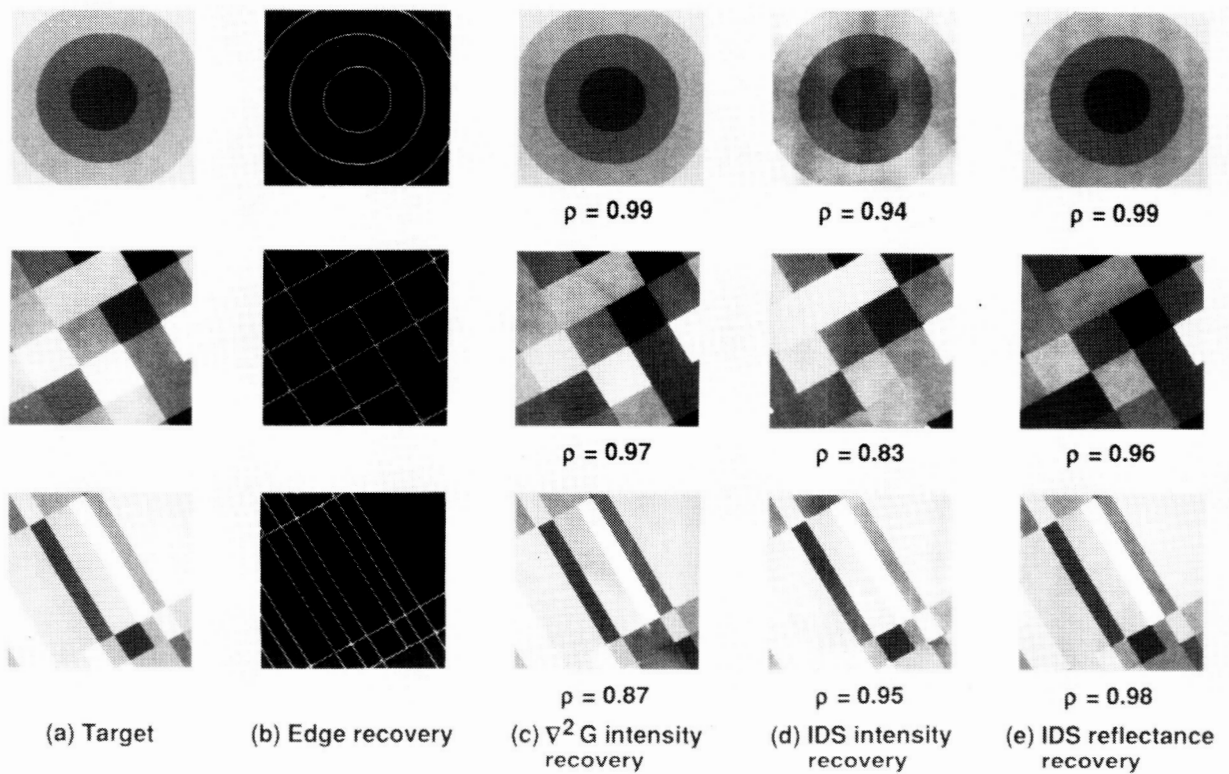 ρ = 0.99 ρ = 0.94 ρ = 0.99
ρ = 0.97 ρ = 0.83 ρ = 0.96
ρ = 0.87 ρ = 0.95 ρ = 0.98
(a) Target (b) Edge recovery (c) ∇² G intensity recovery (d) IDS intensity recovery (e) IDS reflectance recovery